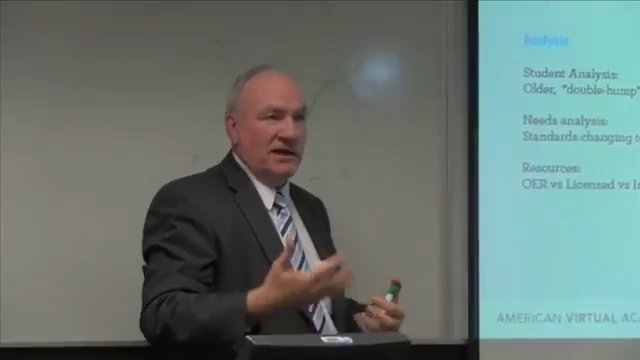 Analysis
Student Analysis:
Older, "double-hump"
Needs analysis:
Standards changing
Resources:
OER vs Licensed vs
AMERICAN VIRTUAL